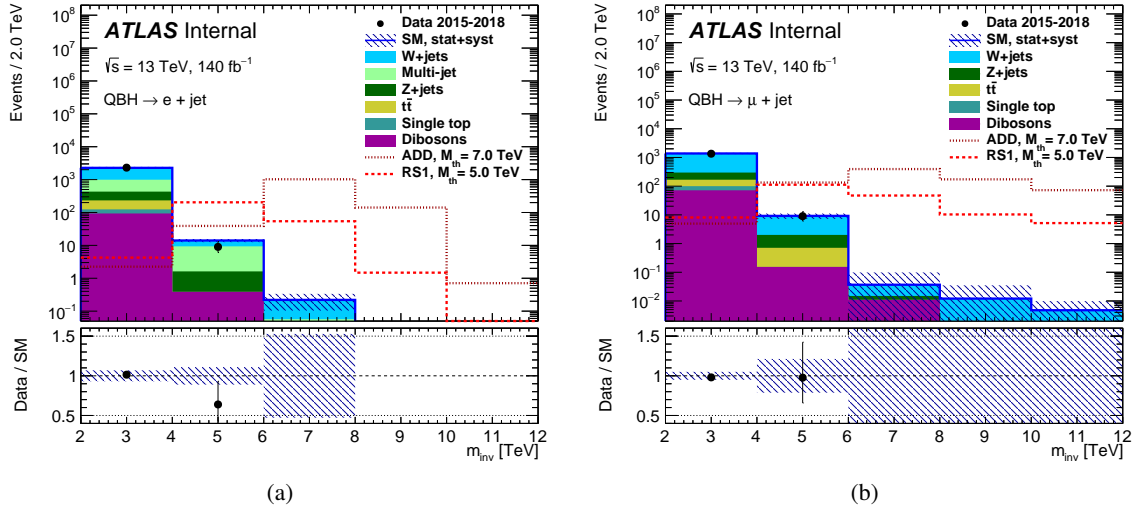 Events / 2.0 TeV
10⁸
10⁷
10⁶
10⁵
10⁴
10³
10²
10
1
10⁻¹
ATLAS Internal
√s = 13 TeV, 140 fb⁻¹
QBH → e + jet
Data 2015-2018
SM, stat+syst
W+jets
Multi-jet
Z+jets
tt̄
Single top
Dibosons
ADD, M_th = 7.0 TeV
RS1, M_th = 5.0 TeV
Data / SM
1.5
1
0.5
2 3 4 5 6 7 8 9 10 11 12
m_inv [TeV]
(a)
Events / 2.0 TeV
10⁸
10⁷
10⁶
10⁵
10⁴
10³
10²
10
1
10⁻¹
10⁻²
ATLAS Internal
√s = 13 TeV, 140 fb⁻¹
QBH → μ + jet
Data 2015-2018
SM, stat+syst
W+jets
Z+jets
tt̄
Single top
Dibosons
ADD, M_th = 7.0 TeV
RS1, M_th = 5.0 TeV
Data / SM
1.5
1
0.5
2 3 4 5 6 7 8 9 10 11 12
m_inv [TeV]
(b)